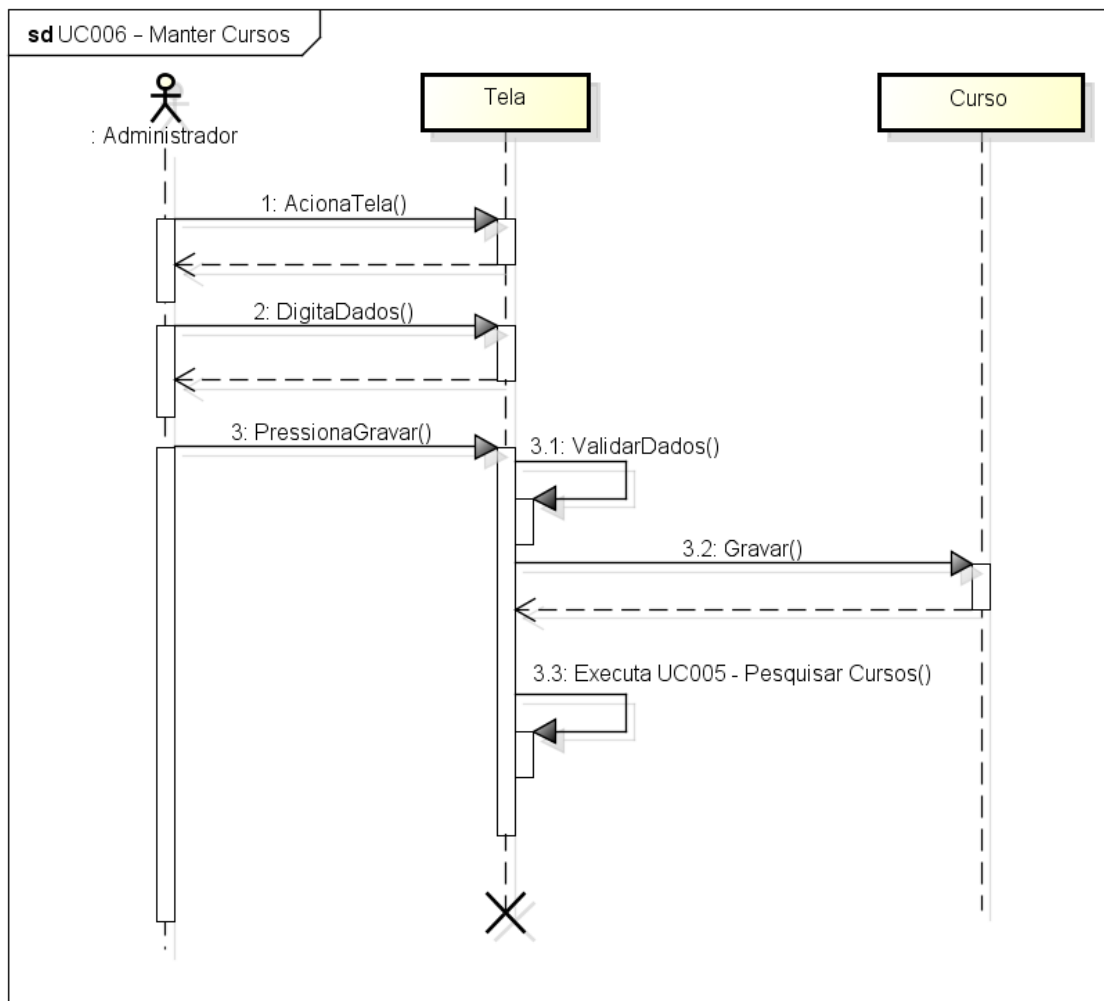 sd UC006 - Manter Cursos
: Administrador
Tela
Curso
1: AcionaTela()
2: DigitaDados()
3: PressionaGravar()
3.1: ValidarDados()
3.2: Gravar()
3.3: Executa UC005 - Pesquisar Cursos()